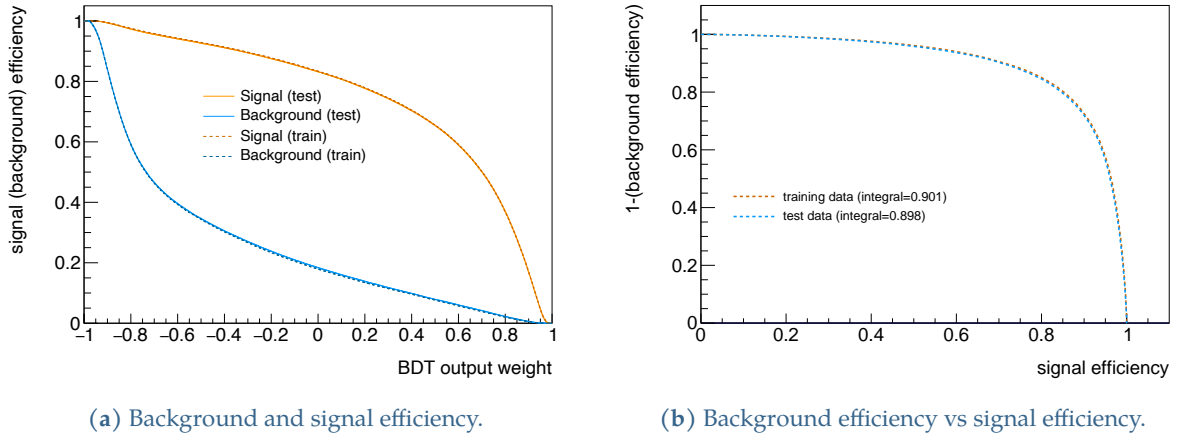 signal (background) efficiency
1
0.8
0.6
0.4
0.2
0
Signal (test)
Background (test)
Signal (train)
Background (train)
−1 −0.8 −0.6 −0.4 −0.2 0 0.2 0.4 0.6 0.8 1
BDT output weight
(a) Background and signal efficiency.
1-(background efficiency)
1
0.8
0.6
0.4
0.2
0
training data (integral=0.901)
test data (integral=0.898)
0 0.2 0.4 0.6 0.8 1
signal efficiency
(b) Background efficiency vs signal efficiency.